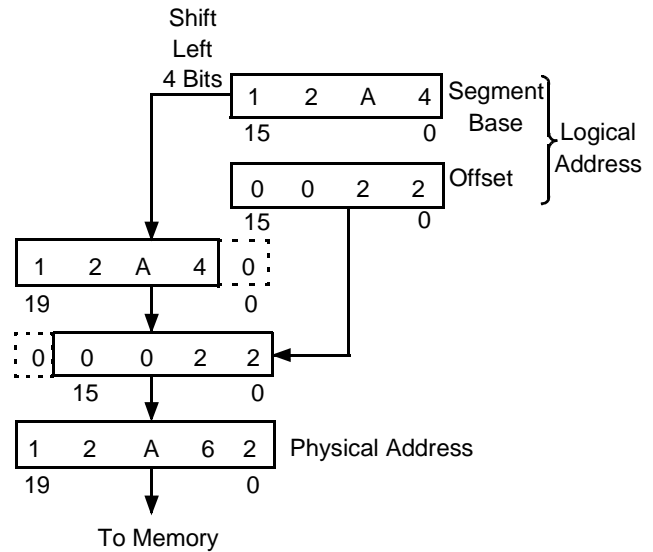 Shift
Left
4 Bits
1 2 A 4 Segment
Base
15 0
Logical
Address
0 0 2 2 Offset
15 0
1 2 A 4 0
19 0
0 0 0 2 2
15 0
1 2 A 6 2 Physical Address
19 0
To Memory